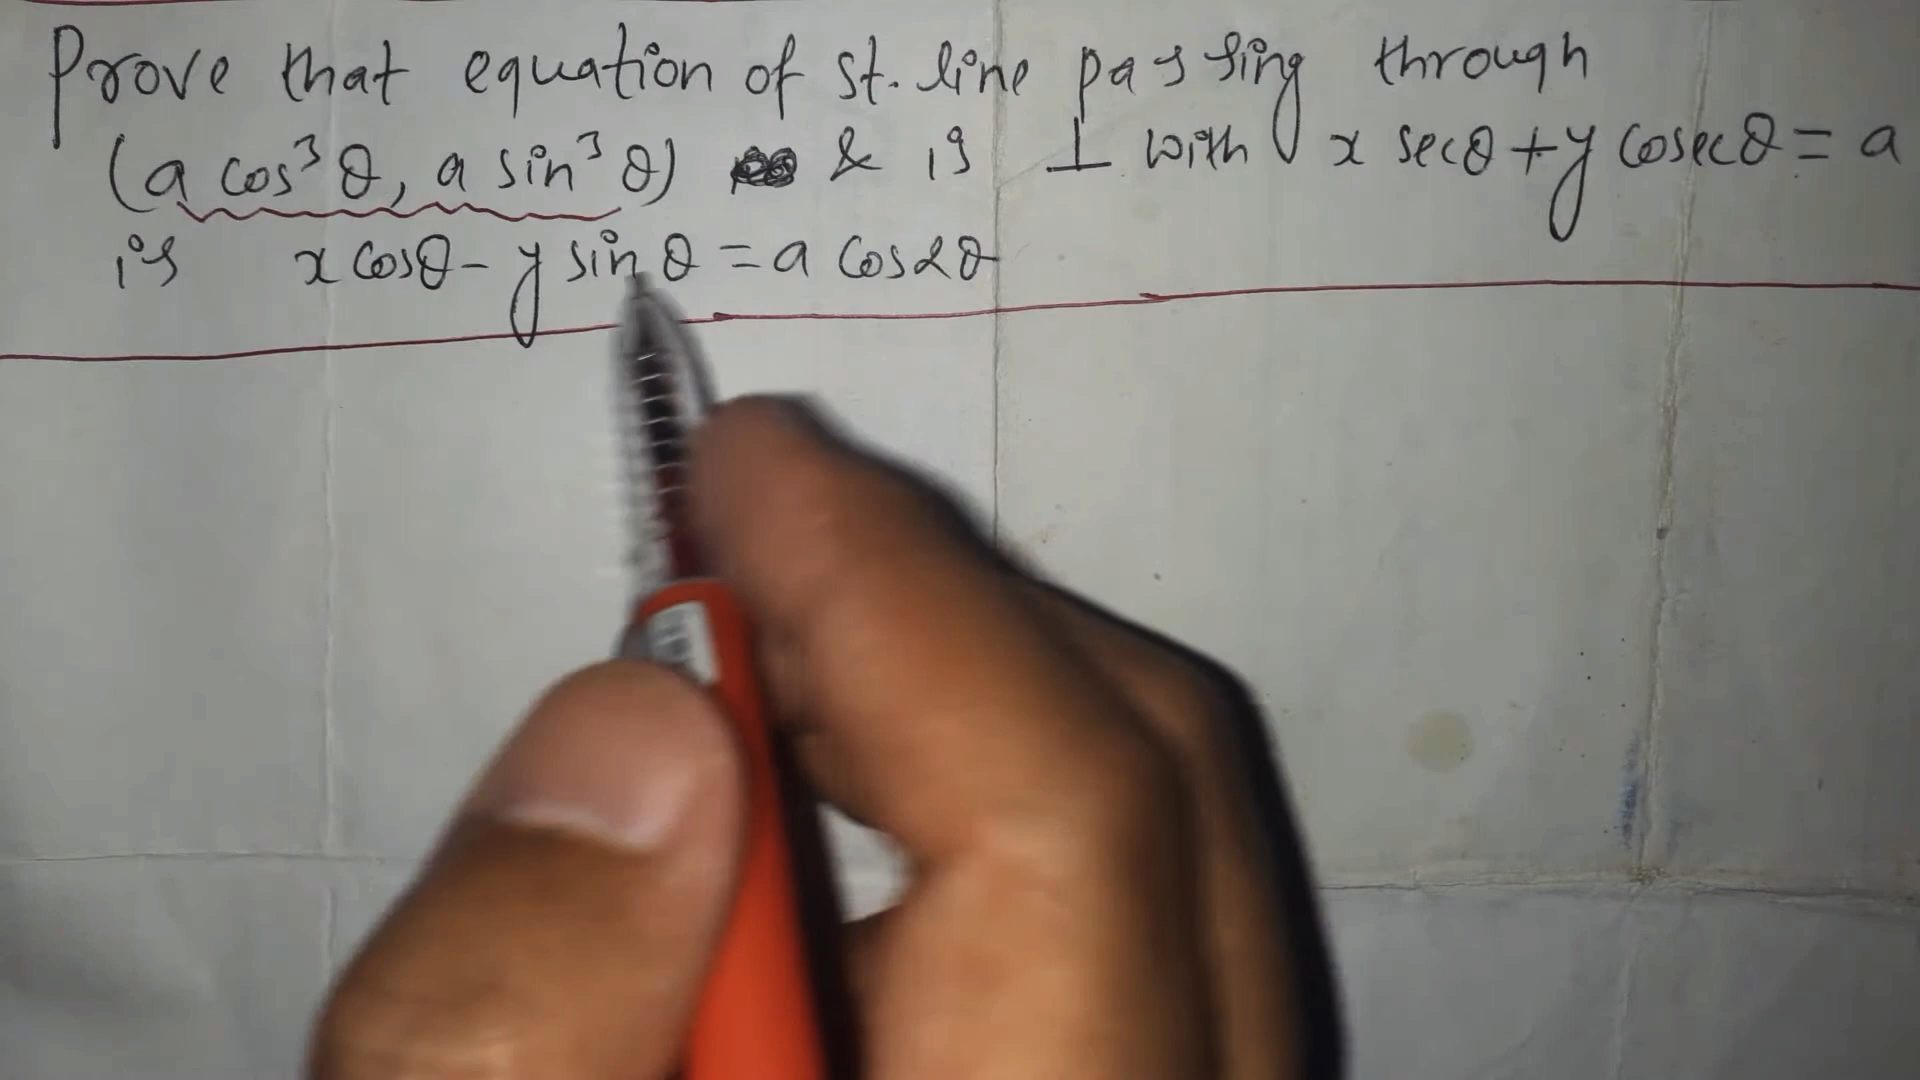 Prove that equation of st. line passing through
(a cos³θ, a sin³θ) & is ⊥ with x secθ + y cosecθ = a
is x cosθ - y sinθ = a cos2θ